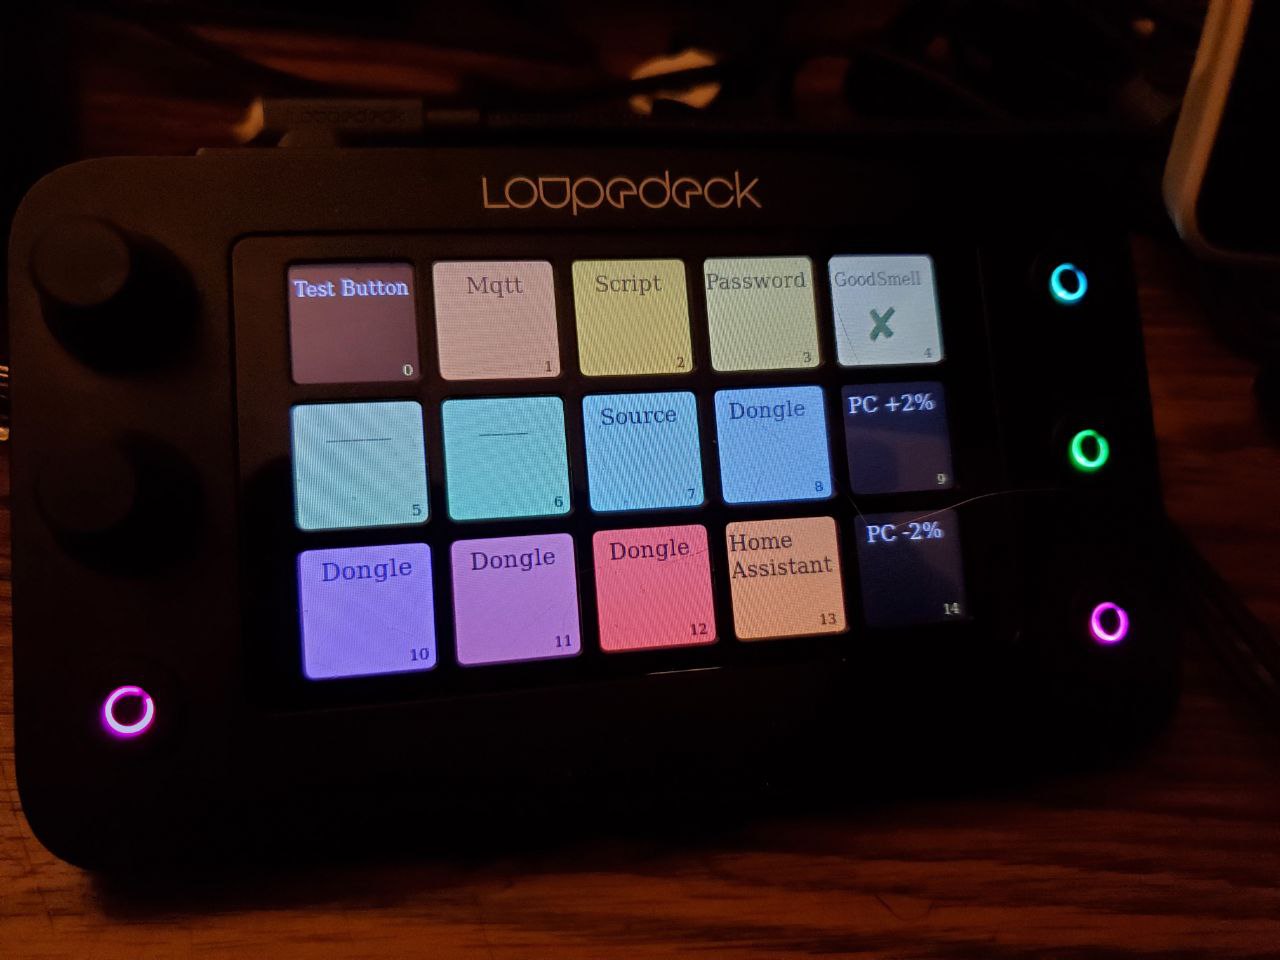 Loupedeck
Loupedeck
Test Button
0
Mqtt
1
Script
2
Password
3
GoodSmell
X
4
5
6
Source
7
Dongle
8
PC +2%
9
Dongle
10
Dongle
11
Dongle
12
Home
Assistant
13
PC -2%
14